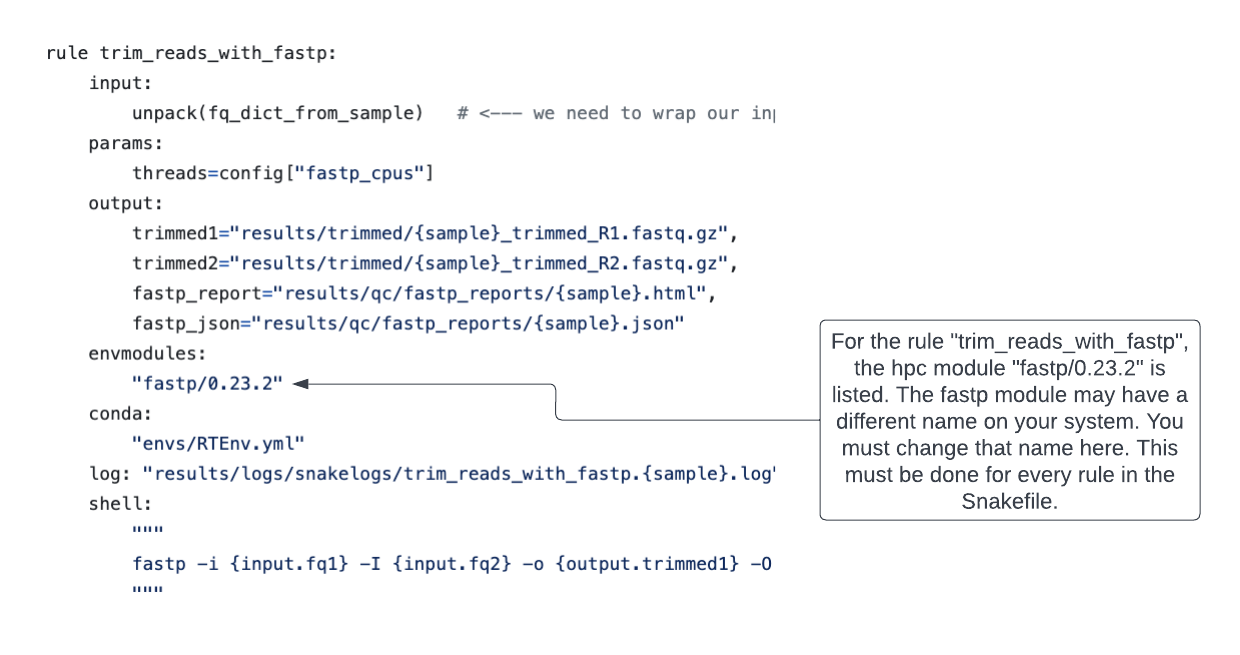 rule trim_reads_with_fastp:
    input:
        unpack(fq_dict_from_sample)   # <--- we need to wrap our
    params:
        threads=config["fastp_cpus"]
    output:
        trimmed1="results/trimmed/{sample}_trimmed_R1.fastq.gz",
        trimmed2="results/trimmed/{sample}_trimmed_R2.fastq.gz",
        fastp_report="results/qc/fastp_reports/{sample}.html",
        fastp_json="results/qc/fastp_reports/{sample}.json"
    envmodules:
        "fastp/0.23.2"
    conda:
        "envs/RTEnv.yml"
    log: "results/logs/snakelogs/trim_reads_with_fastp.{sample}.log"
    shell:
        """
        fastp -i {input.fq1} -I {input.fq2} -o {output.trimmed1} -O
        """
For the rule "trim_reads_with_fastp",
the hpc module "fastp/0.23.2" is
listed. The fastp module may have a
different name on your system. You
must change that name here. This
must be done for every rule in the
Snakefile.